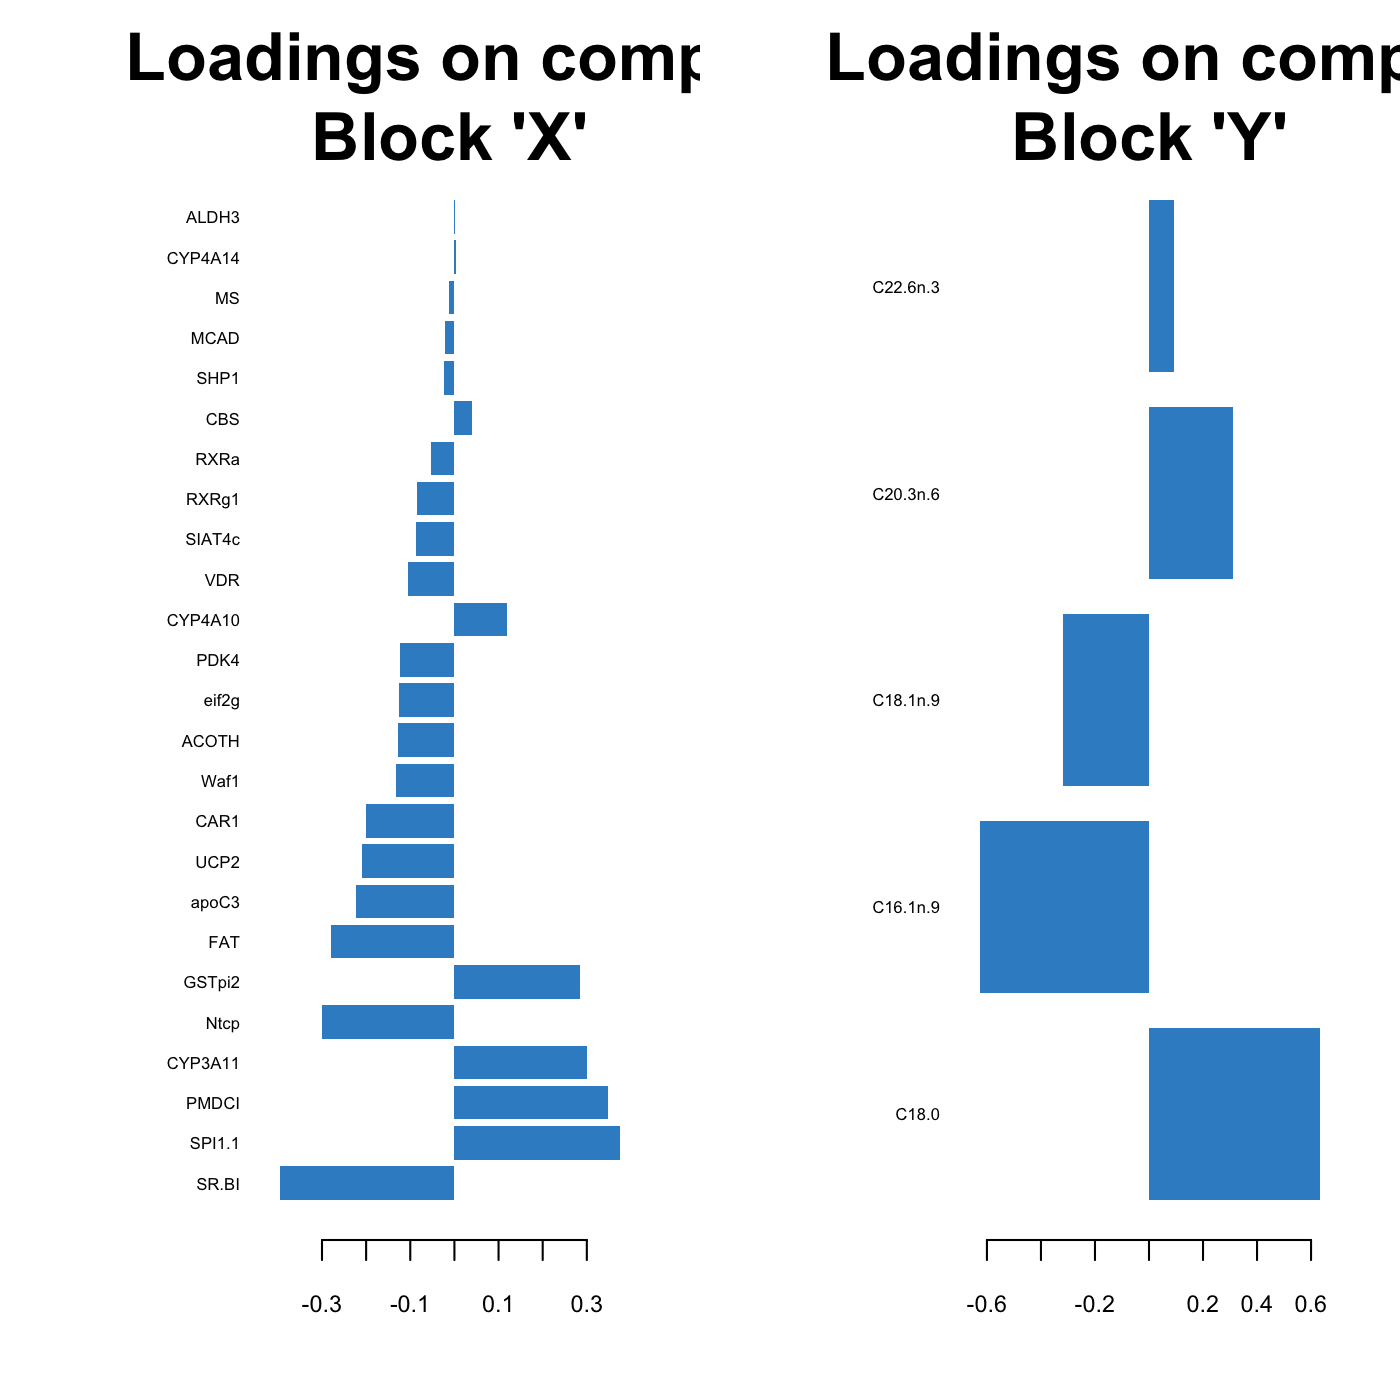 Loadings on comp
Block 'X'
ALDH3
CYP4A14
MS
MCAD
SHP1
CBS
RXRa
RXRg1
SIAT4c
VDR
CYP4A10
PDK4
eif2g
ACOTH
Waf1
CAR1
UCP2
apoC3
FAT
GSTpi2
Ntcp
CYP3A11
PMDCI
SPI1.1
SR.BI
-0.3 -0.1 0.1 0.3
Loadings on comp
Block 'Y'
C22.6n.3
C20.3n.6
C18.1n.9
C16.1n.9
C18.0
-0.6 -0.2 0.2 0.4 0.6